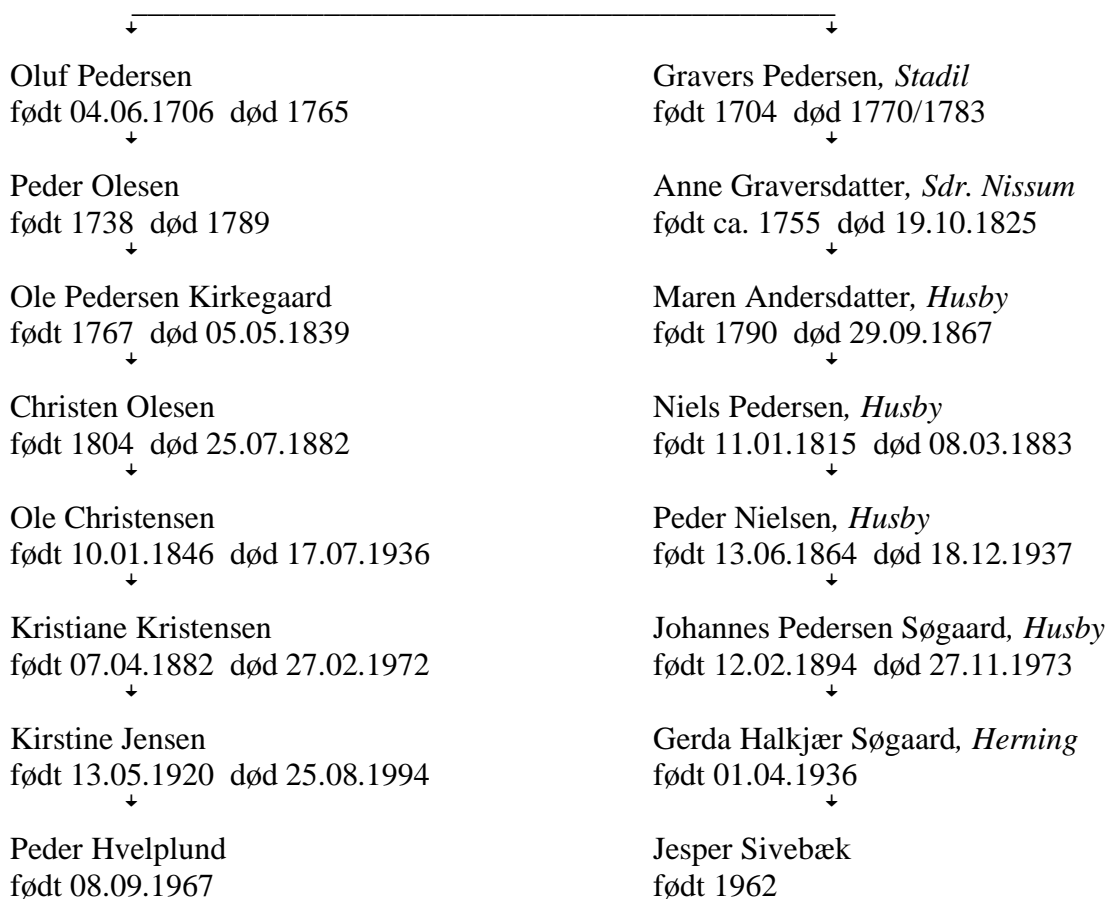 Oluf Pedersen
født 04.06.1706 død 1765
Gravers Pedersen, Stadil
født 1704 død 1770/1783
Peder Olesen
født 1738 død 1789
Anne Graversdatter, Sdr. Nissum
født ca. 1755 død 19.10.1825
Ole Pedersen Kirkegaard
født 1767 død 05.05.1839
Maren Andersdatter, Husby
født 1790 død 29.09.1867
Christen Olesen
født 1804 død 25.07.1882
Niels Pedersen, Husby
født 11.01.1815 død 08.03.1883
Ole Christensen
født 10.01.1846 død 17.07.1936
Peder Nielsen, Husby
født 13.06.1864 død 18.12.1937
Kristiane Kristensen
født 07.04.1882 død 27.02.1972
Johannes Pedersen Søgaard, Husby
født 12.02.1894 død 27.11.1973
Kirstine Jensen
født 13.05.1920 død 25.08.1994
Gerda Halkjær Søgaard, Herning
født 01.04.1936
Peder Hvelplund
født 08.09.1967
Jesper Sivebæk
født 1962